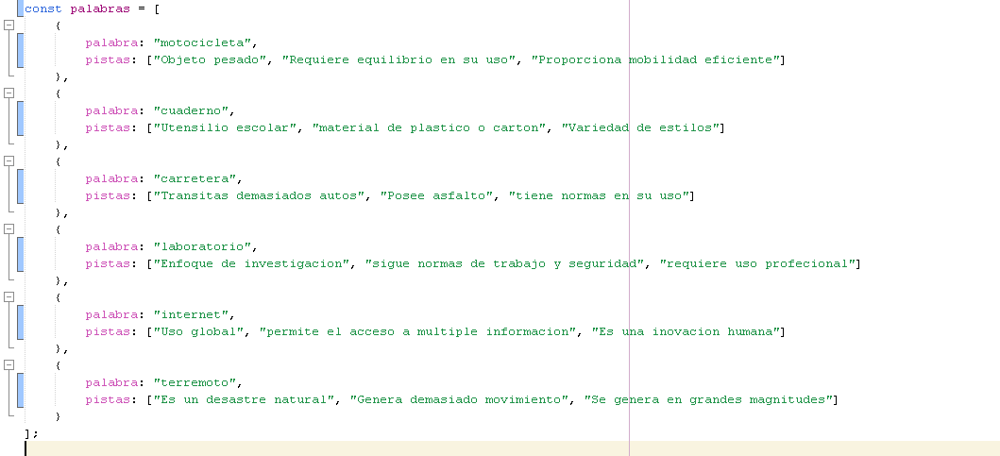 const palabras = [
    {
        palabra: "motocicleta",
        pistas: ["Objeto pesado", "Requiere equilibrio en su uso", "Proporciona mobilidad eficiente"]
    },
    {
        palabra: "cuaderno",
        pistas: ["Utensilio escolar", "material de plastico o carton", "Variedad de estilos"]
    },
    {
        palabra: "carretera",
        pistas: ["Transitas demasiados autos", "Posee asfalto", "tiene normas en su uso"]
    },
    {
        palabra: "laboratorio",
        pistas: ["Enfoque de investigacion", "sigue normas de trabajo y seguridad", "requiere uso profecional"]
    },
    {
        palabra: "internet",
        pistas: ["Uso global", "permite el acceso a multiple informacion", "Es una inovacion humana"]
    },
    {
        palabra: "terremoto",
        pistas: ["Es un desastre natural", "Genera demasiado movimiento", "Se genera en grandes magnitudes"]
    }
];